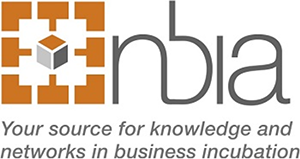 nbia
Your source for knowledge and
networks in business incubation